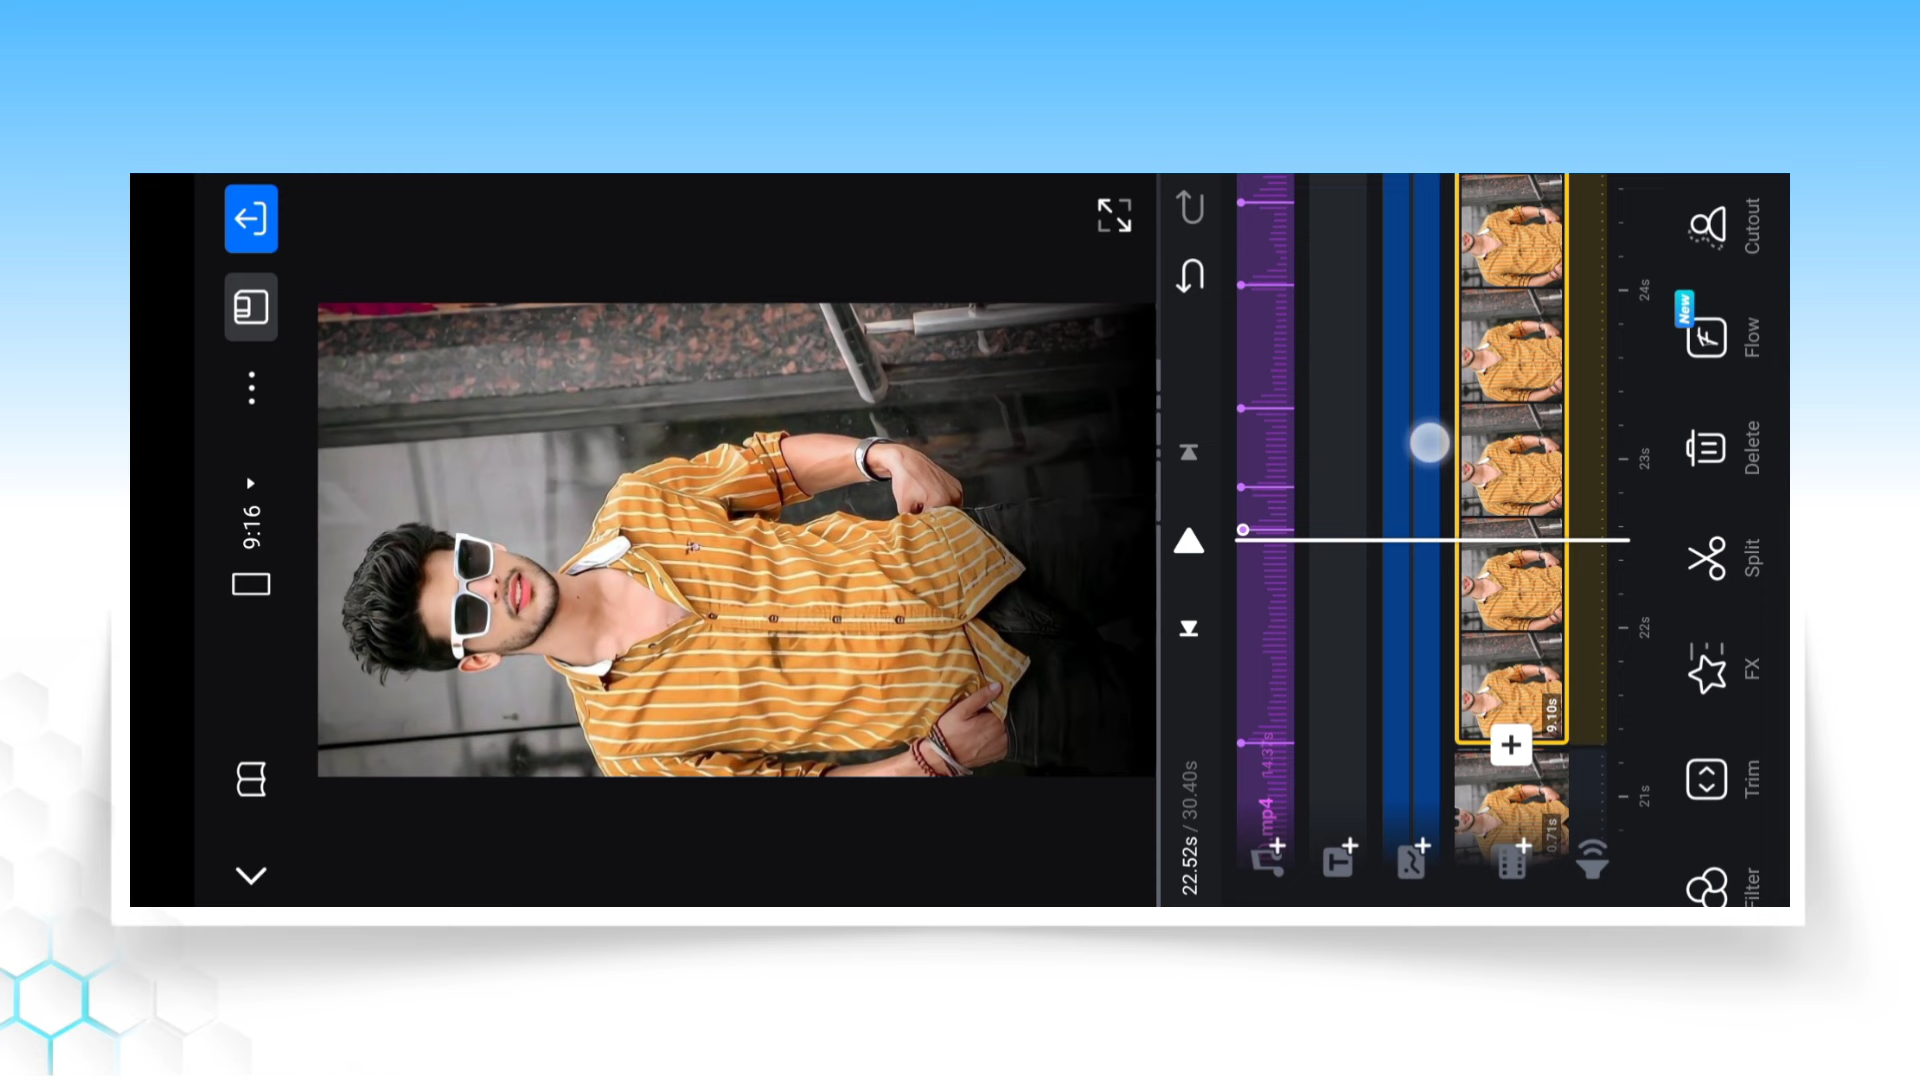 9:16
22.52s / 30.40s
.mp4 14.37s
9.10s
0.71s
21s
22s
23s
24s
Filter
Trim
FX
Split
Delete
New
Flow
Cutout